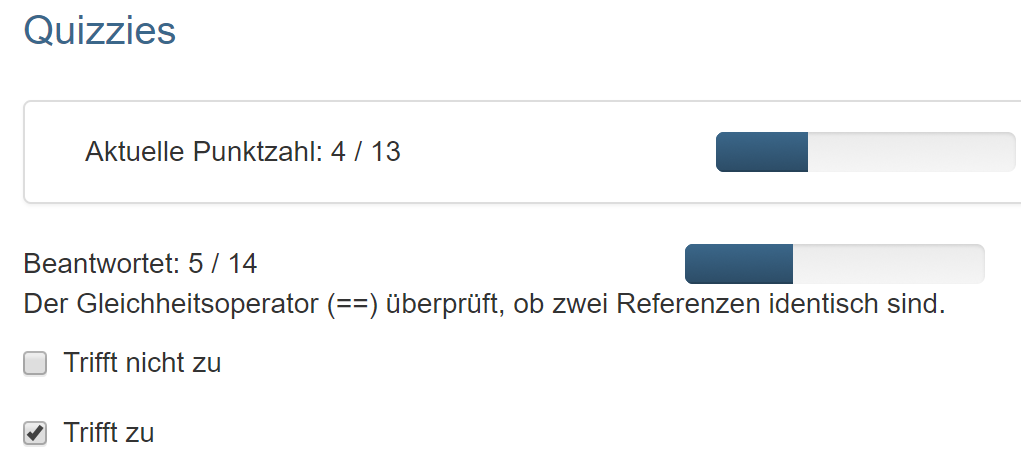 Quizzies
Aktuelle Punktzahl: 4 / 13
Beantwortet: 5 / 14
Der Gleichheitsoperator (==) überprüft, ob zwei Referenzen identisch sind.
Trifft nicht zu
Trifft zu